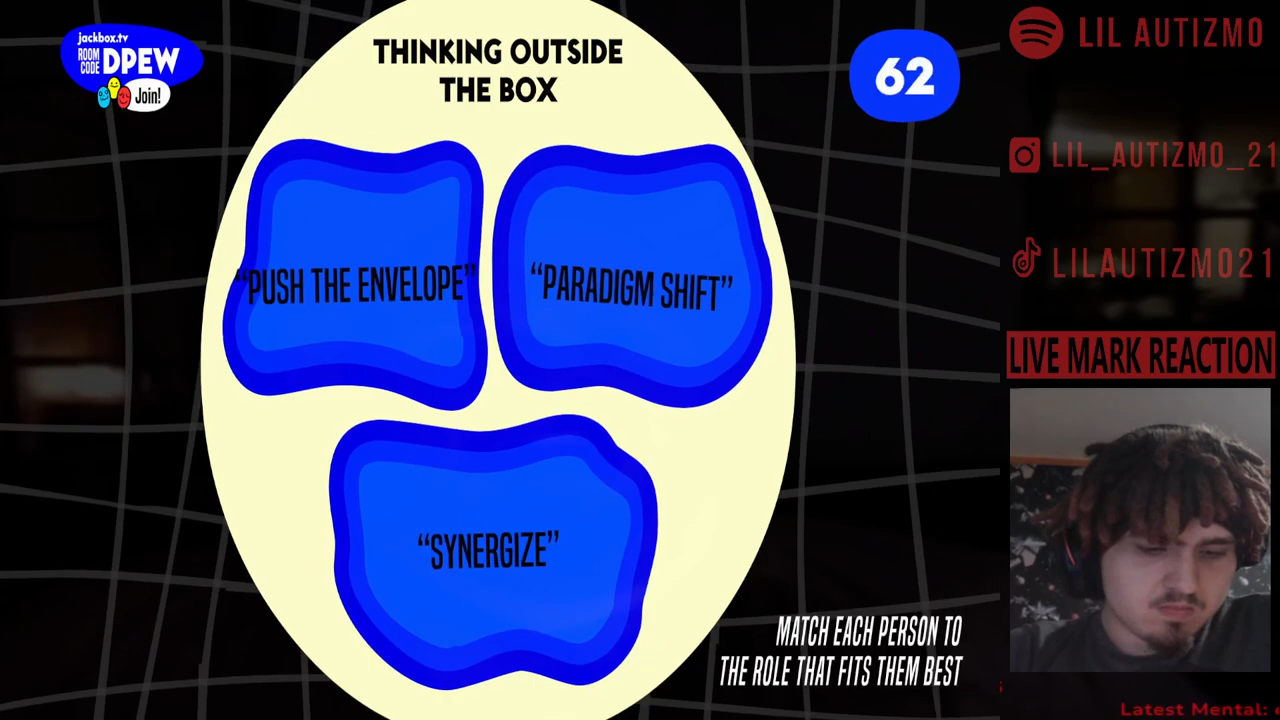 jackbox.tv
ROOM CODE DPEW
Join!
THINKING OUTSIDE
THE BOX
62
“PUSH THE ENVELOPE”
“PARADIGM SHIFT”
“SYNERGIZE”
MATCH EACH PERSON TO
THE ROLE THAT FITS THEM BEST
LIL AUTIZMO
LIL_AUTIZMO_21
LILAUTIZMO21
LIVE MARK REACTION
Latest Mental: